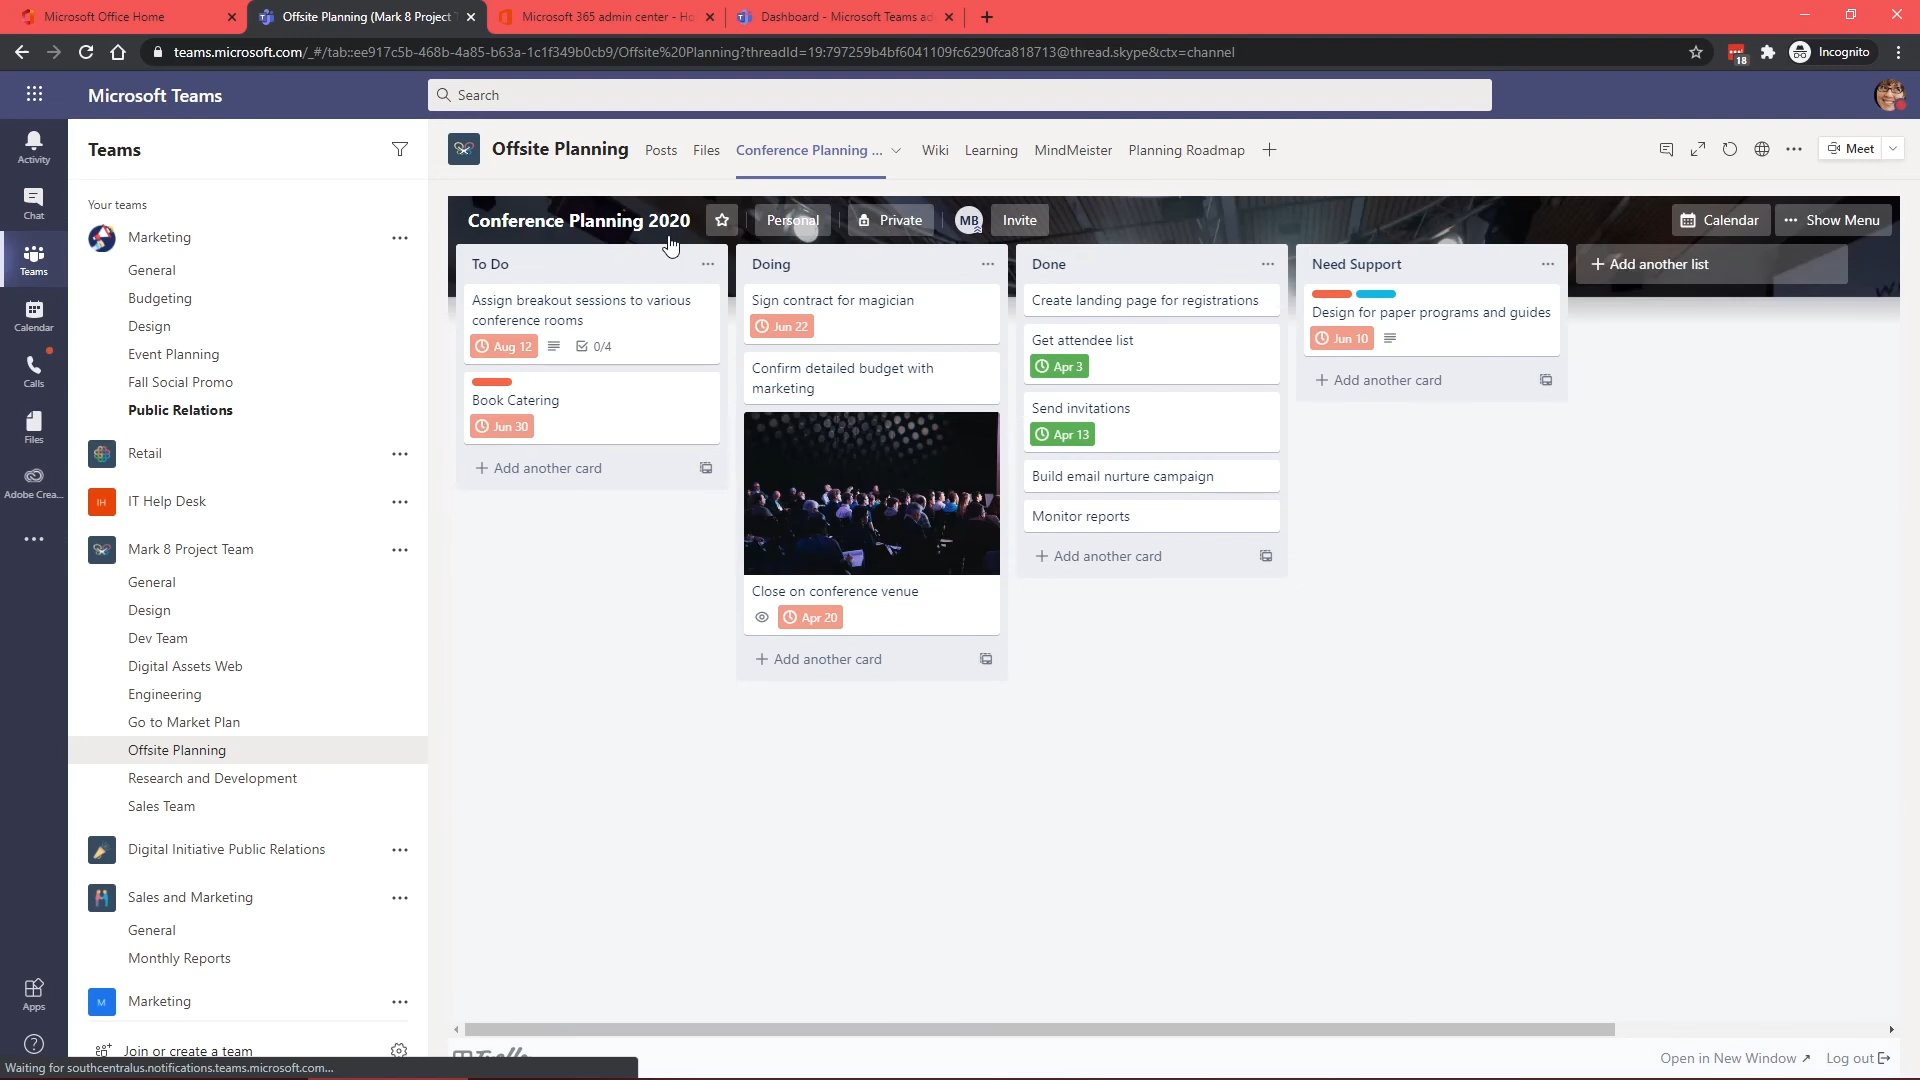 Microsoft Office Home
Offsite Planning (Mark 8 Project
Microsoft 365 admin center - Ho
Dashboard - Microsoft Teams ad
teams.microsoft.com/_#/tab::ee917c5b-468b-4a85-b63a-1c1f349b0cb9/Offsite%20Planning?threadId=19:797259b4bf6041109fc6290fca818713@thread.skype&ctx=channel
18
Incognito
Microsoft Teams
Search
Activity
Chat
Teams
Calendar
Calls
Files
Adobe Crea...
Apps
Teams
Your teams
Marketing
General
Budgeting
Design
Event Planning
Fall Social Promo
Public Relations
Retail
IH
IT Help Desk
Mark 8 Project Team
General
Design
Dev Team
Digital Assets Web
Engineering
Go to Market Plan
Offsite Planning
Research and Development
Sales Team
Digital Initiative Public Relations
Sales and Marketing
General
Monthly Reports
M
Marketing
Join or create a team
Waiting for southcentralus.notifications.teams.microsoft.com...
Offsite Planning
Posts
Files
Conference Planning ...
Wiki
Learning
MindMeister
Planning Roadmap
Meet
Conference Planning 2020
Personal
Private
MB
Invite
Calendar
Show Menu
To Do
Assign breakout sessions to various
conference rooms
Aug 12
0/4
Book Catering
Jun 30
Add another card
Doing
Sign contract for magician
Jun 22
Confirm detailed budget with
marketing
Close on conference venue
Apr 20
Add another card
Done
Create landing page for registrations
Get attendee list
Apr 3
Send invitations
Apr 13
Build email nurture campaign
Monitor reports
Add another card
Need Support
Design for paper programs and guides
Jun 10
Add another card
Add another list
Open in New Window
Log out